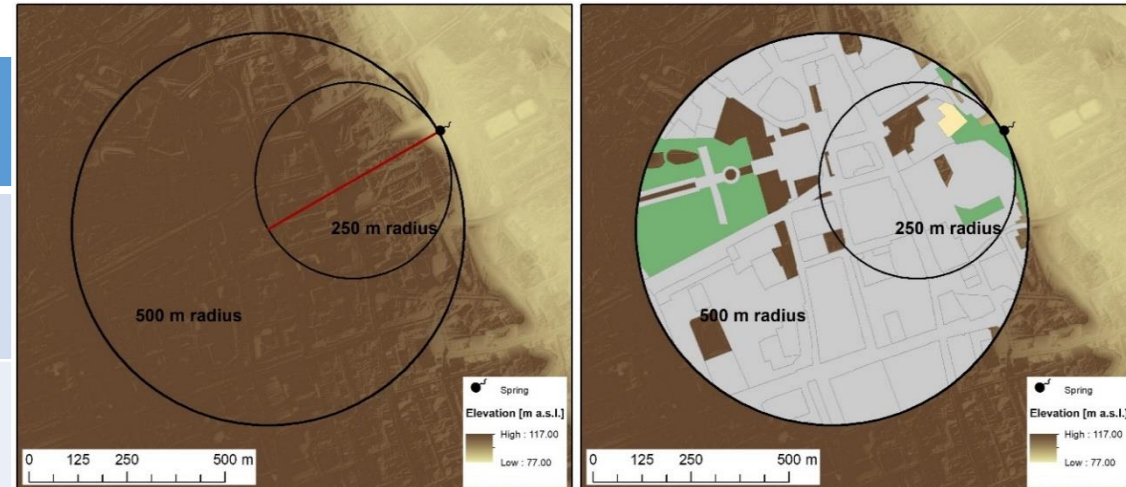 250 m radius
500 m radius
Spring
Elevation [m a.s.l.]
High : 117.00
Low : 77.00
0 125 250 500 m
250 m radius
500 m radius
Spring
Elevation [m a.s.l.]
High : 117.00
Low : 77.00
0 125 250 500 m